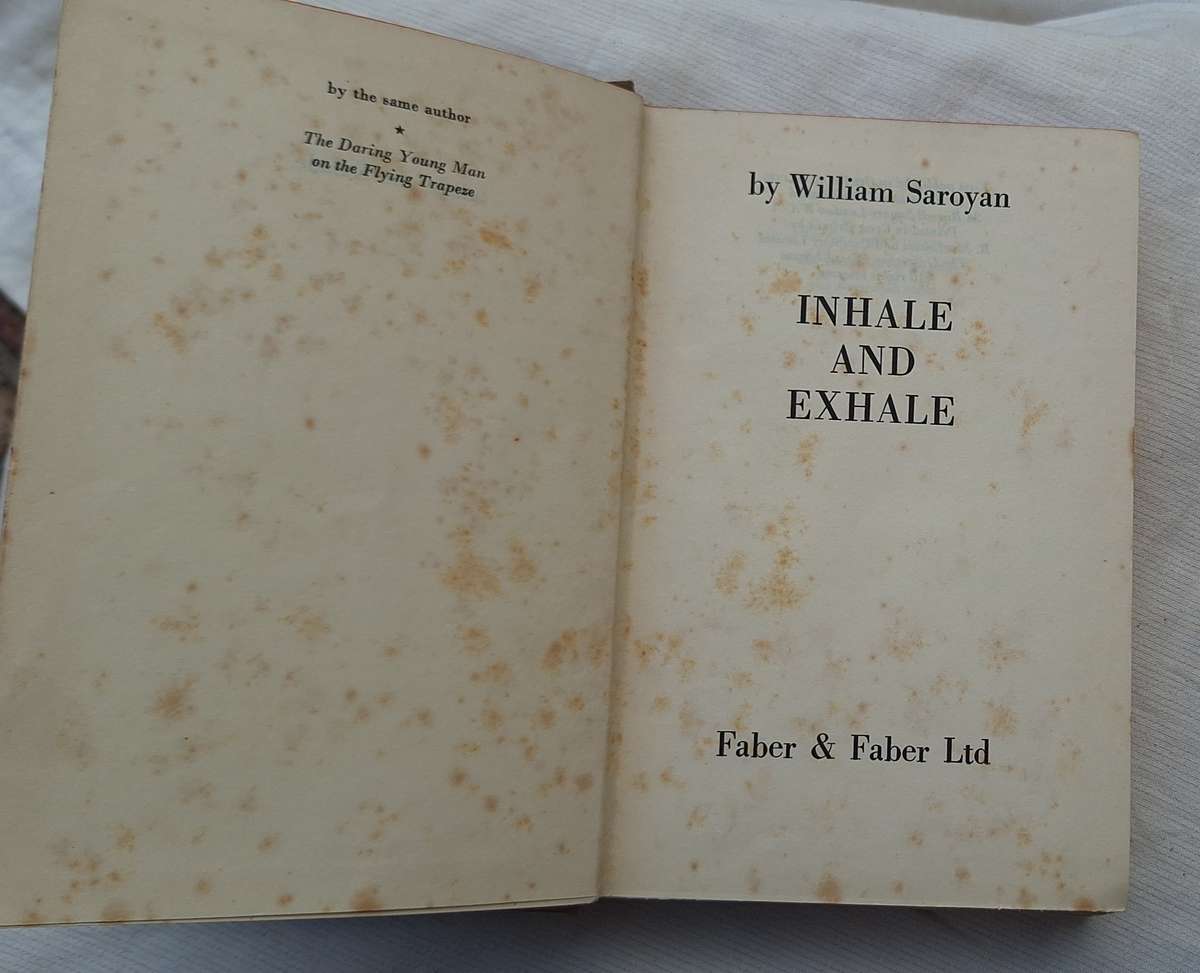 by the same author
★
The Daring Young Man
on the Flying Trapeze
by William Saroyan
INHALE
AND
EXHALE
Faber & Faber Ltd